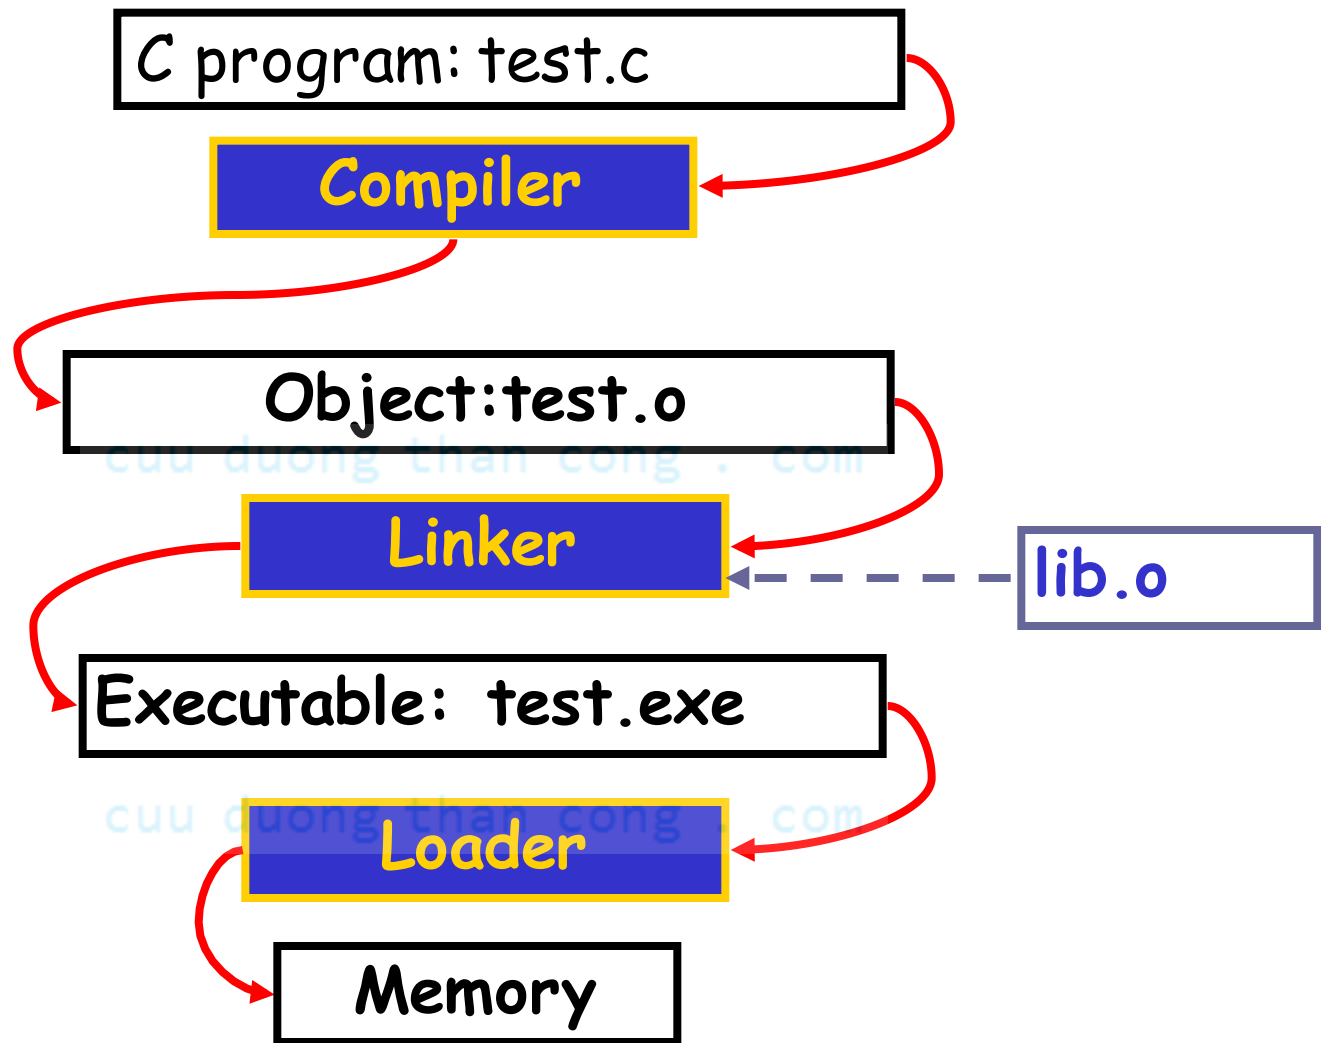 C program: test.c
Compiler
Object:test.o
cuu duong than cong . com
Linker
lib.o
Executable: test.exe
cuu duong than cong . com
Loader
Memory